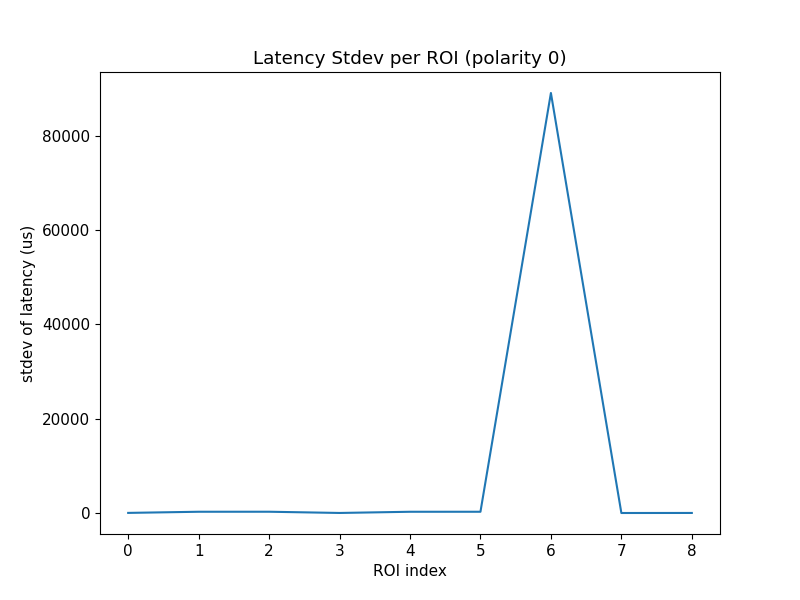 Latency Stdev per ROI (polarity 0)
stdev of latency (us)
80000
60000
40000
20000
0
0 1 2 3 4 5 6 7 8
ROI index